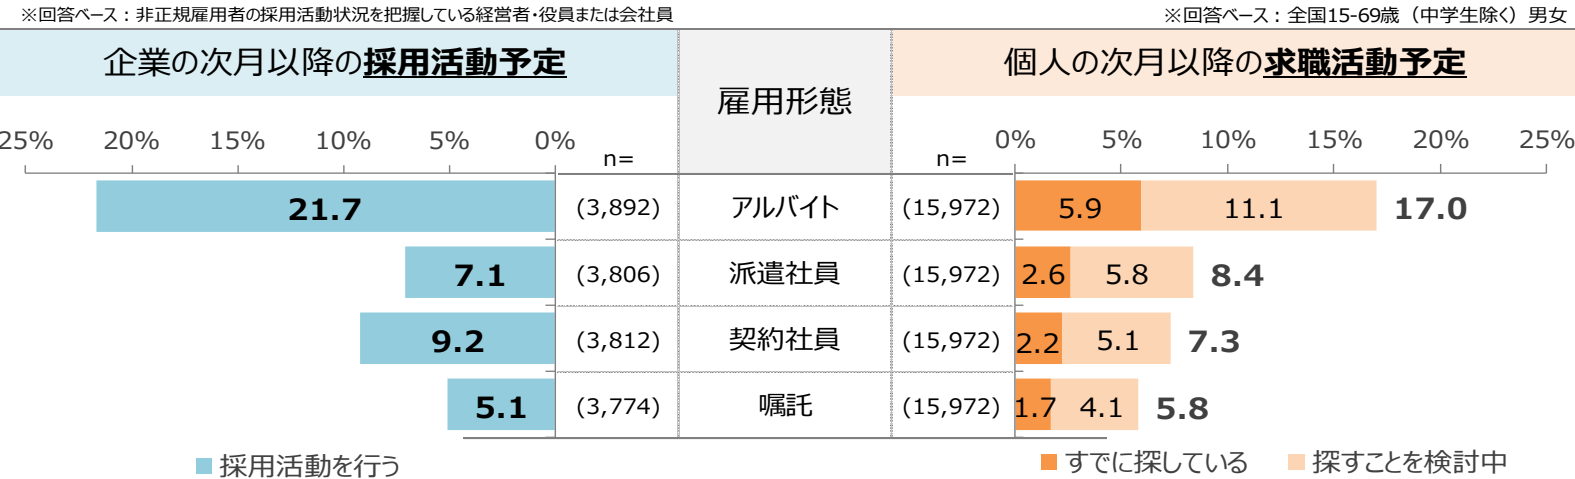 ※回答ベース：非正規雇用者の採用活動状況を把握している経営者・役員または会社員
※回答ベース：全国15-69歳（中学生除く）男女
企業の次月以降の採用活動予定
雇用形態
個人の次月以降の求職活動予定
25% 20% 15% 10% 5% 0%
n=
n=
0% 5% 10% 15% 20% 25%
21.7 (3,892) アルバイト (15,972) 5.9 11.1 17.0
7.1 (3,806) 派遣社員 (15,972) 2.6 5.8 8.4
9.2 (3,812) 契約社員 (15,972) 2.2 5.1 7.3
5.1 (3,774) 嘱託 (15,972) 1.7 4.1 5.8
採用活動を行う
すでに探している 探すことを検討中